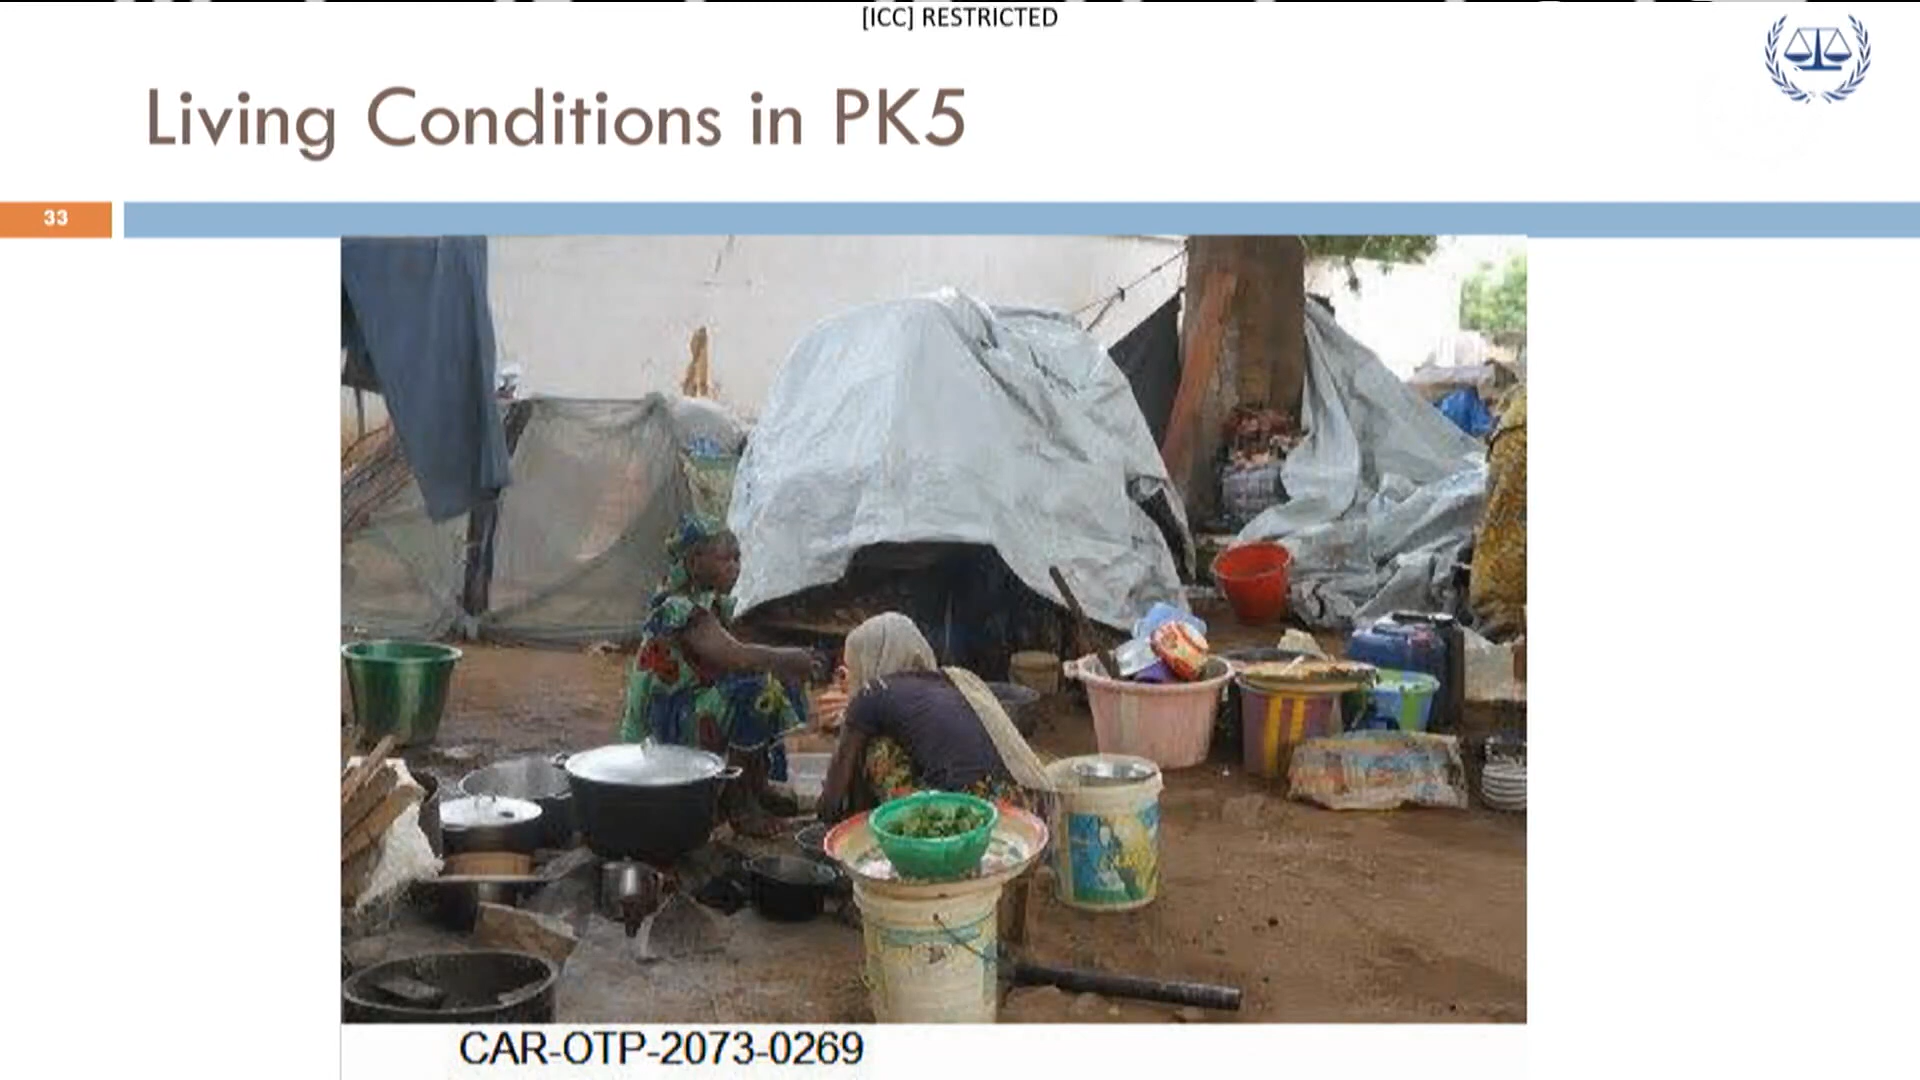 [ICC] RESTRICTED
Living Conditions in PK5
33
CAR-OTP-2073-0269